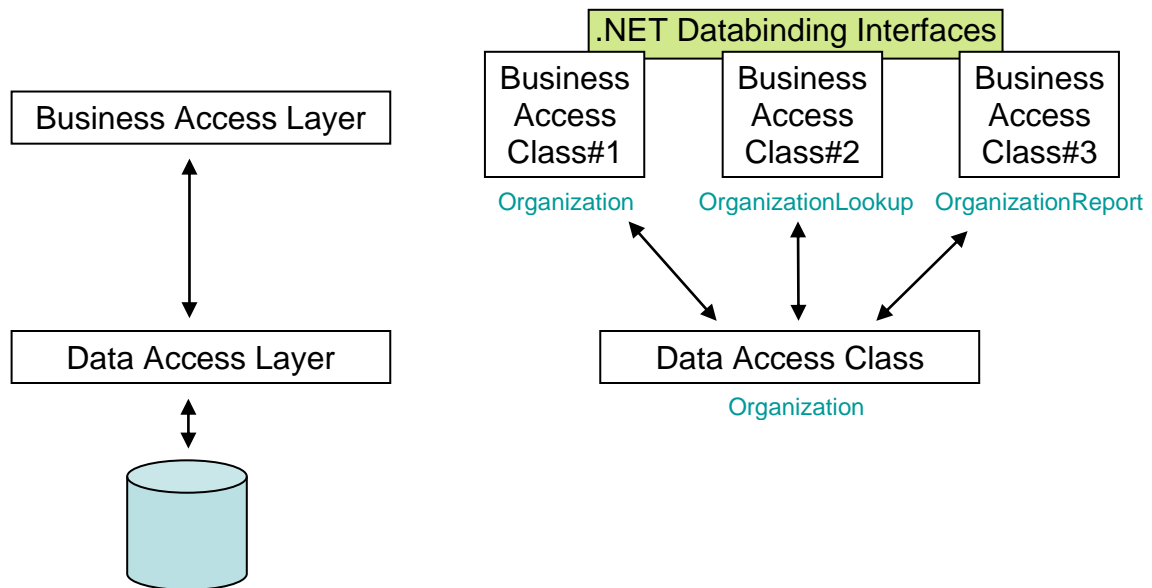 .NET Databinding Interfaces
Business Access Layer
Business
Access
Class#1
Business
Access
Class#2
Business
Access
Class#3
Organization
OrganizationLookup
OrganizationReport
Data Access Layer
Data Access Class
Organization